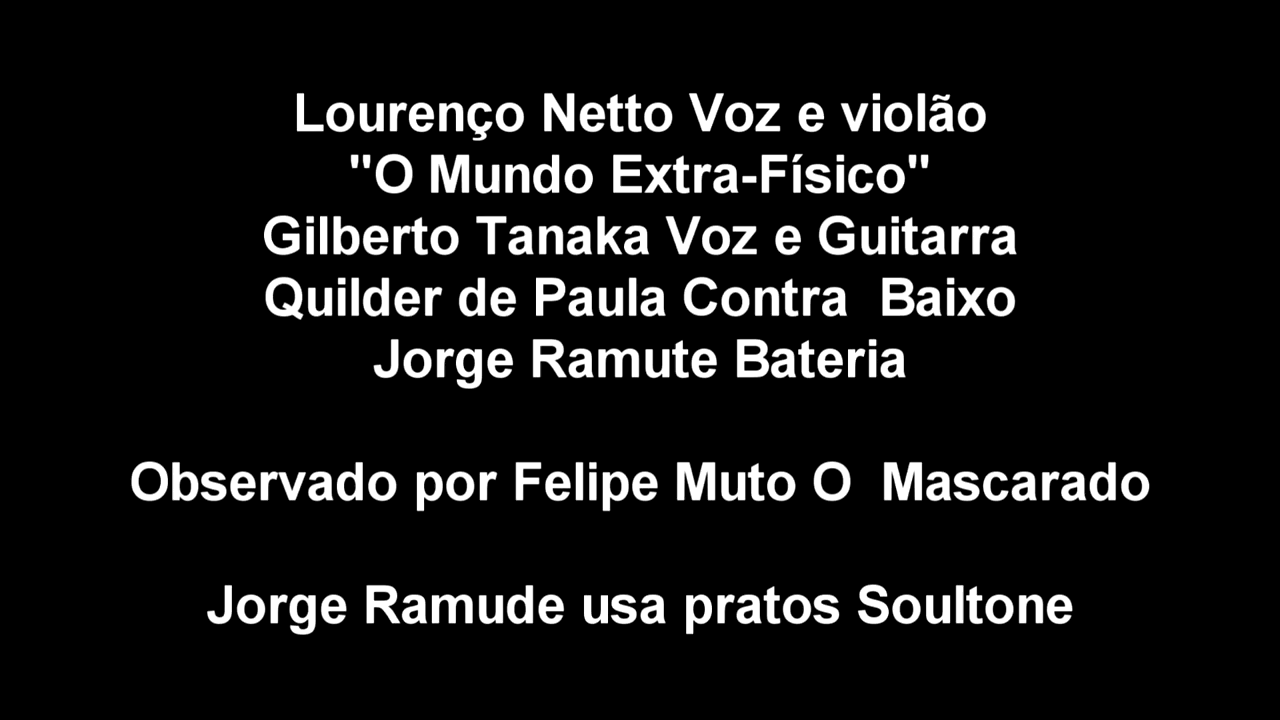 Lourenço Netto Voz e violão
"O Mundo Extra-Físico"
Gilberto Tanaka Voz e Guitarra
Quilder de Paula Contra  Baixo
Jorge Ramute Bateria
Observado por Felipe Muto O  Mascarado
Jorge Ramude usa pratos Soultone